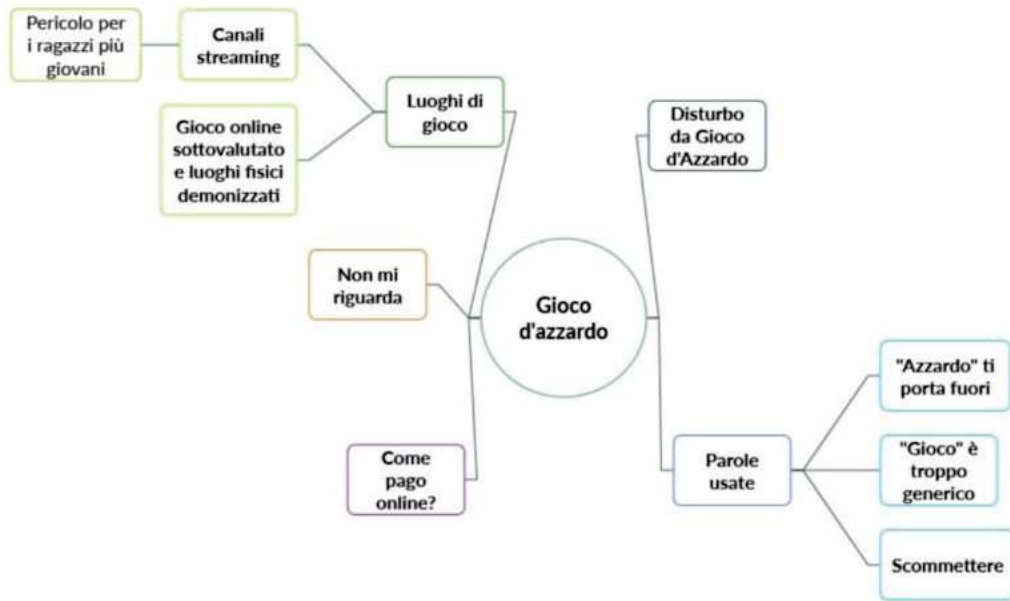 Pericolo per
i ragazzi più
giovani
Canali
streaming
Luoghi di
gioco
Gioco online
sottovalutato
e luoghi fisici
demonizzati
Non mi
riguarda
Come
pago
online?
Gioco
d'azzardo
Disturbo
da Gioco
d'Azzardo
Parole
usate
"Azzardo" ti
porta fuori
"Gioco" è
troppo
generico
Scommettere